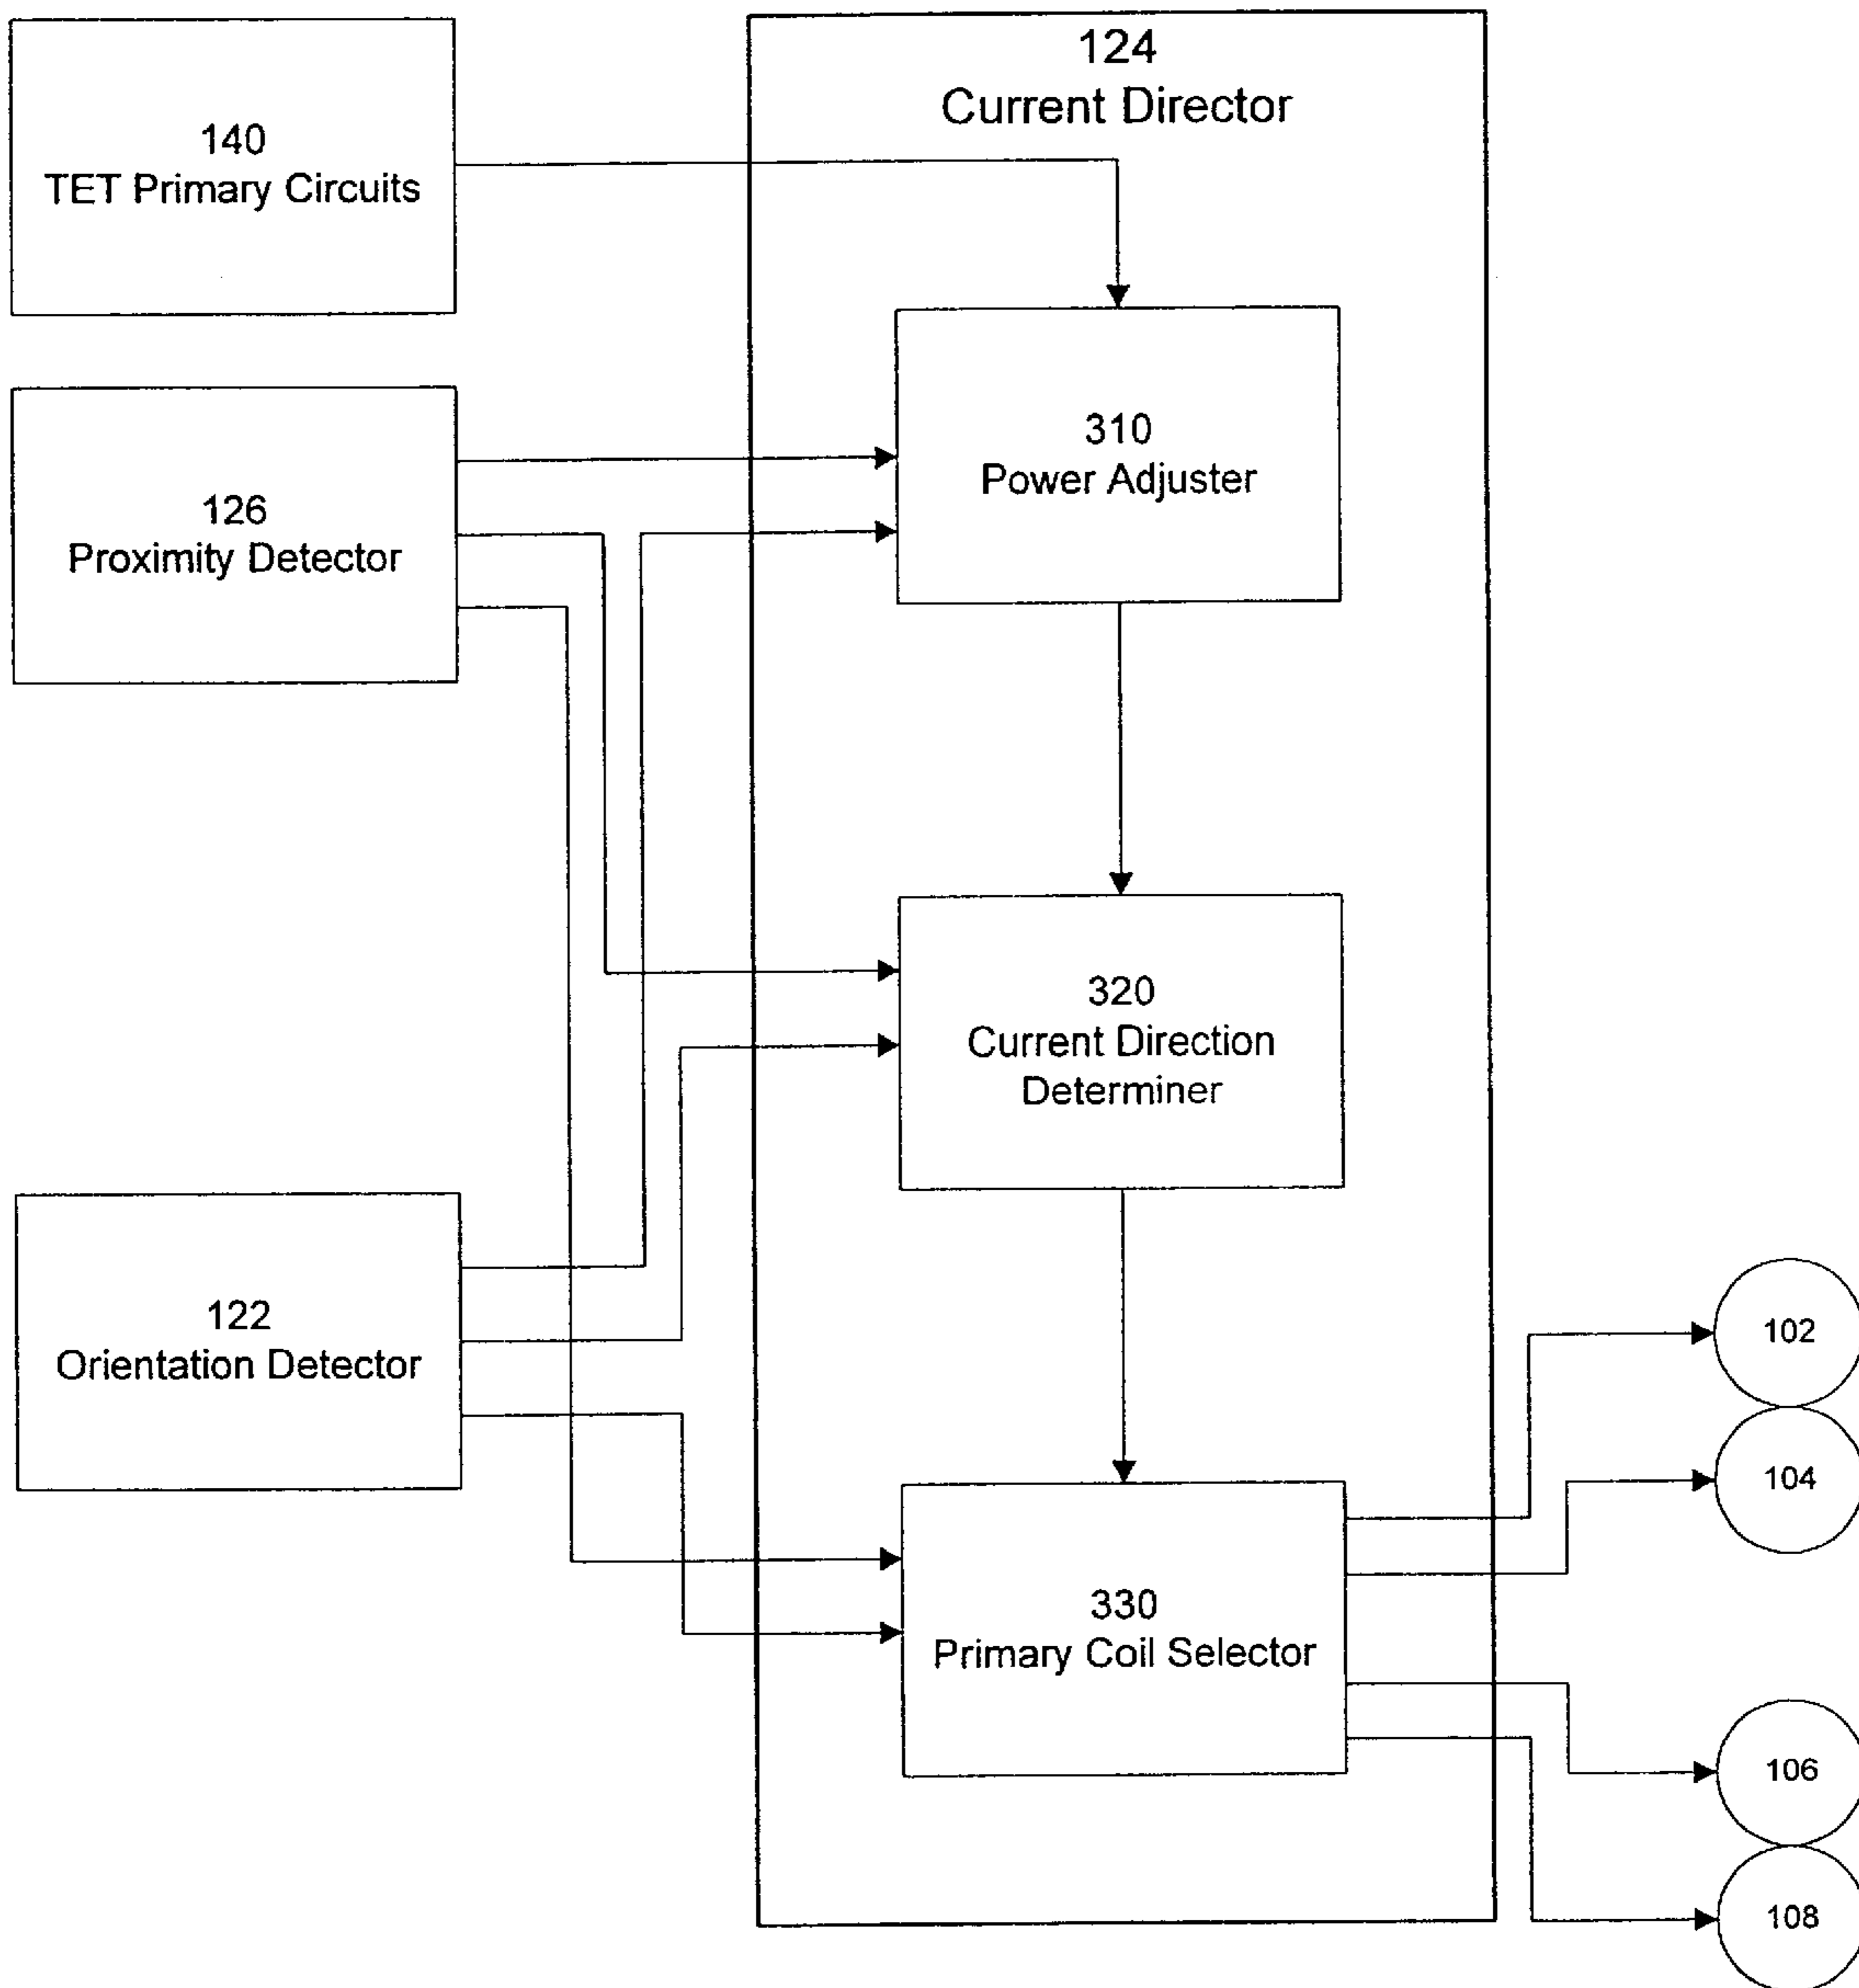 124
Current Director
140
TET Primary Circuits
310
Power Adjuster
126
Proximity Detector
320
Current Direction
Determiner
122
Orientation Detector
102
104
330
Primary Coil Selector
106
108